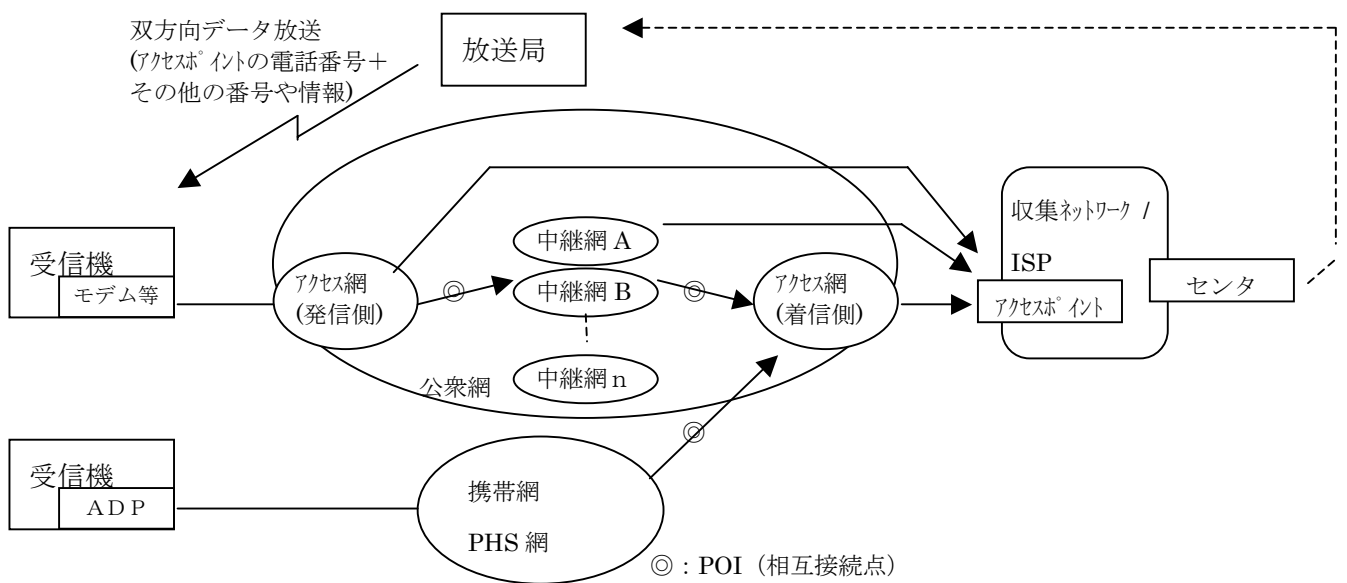 双方向データ放送
(ｱｸｾｽﾎﾟｲﾝﾄの電話番号＋
その他の番号や情報)
放送局
受信機
モデム等
ｱｸｾｽ網
(発信側)
◎
中継網 A
中継網 B
中継網ｎ
◎
ｱｸｾｽ網
(着信側)
公衆網
収集ﾈｯﾄﾜｰｸ /
ISP
ｱｸｾｽﾎﾟｲﾝﾄ
センタ
受信機
ＡＤＰ
携帯網
PHS 網
◎
◎：POI（相互接続点）